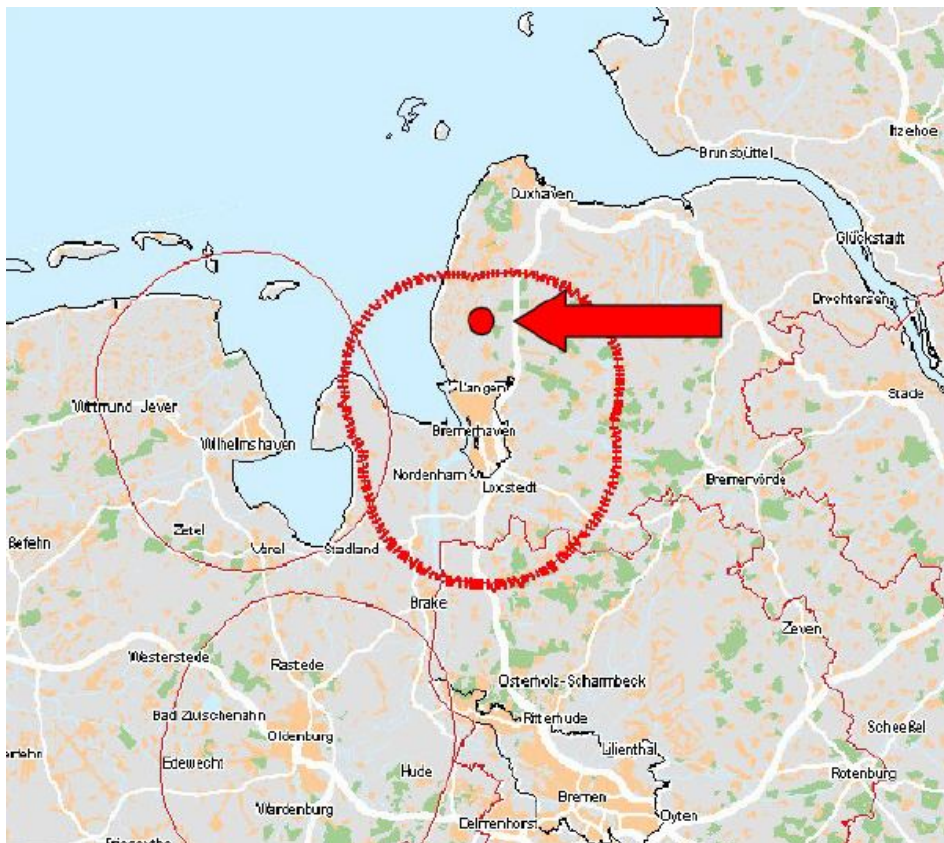 Itzehoe
Brunsbüttel
Cuxhaven
Glückstadt
Drochtersen
Langen
Stade
Wittmund Jever
Wilhelmshaven
Bremerhaven
Nordenham
Loxstedt
Bremervörde
Zetel
Varel
Stadland
Brake
Zeven
Westerstede
Rastede
Osterholz-Scharmbeck
Bad Zwischenahn
Ritterhude
Oldenburg
Lilienthal
Scheeßel
Edewecht
Hude
Rotenburg
Bremen
Wardenburg
Delmenhorst
Oyten